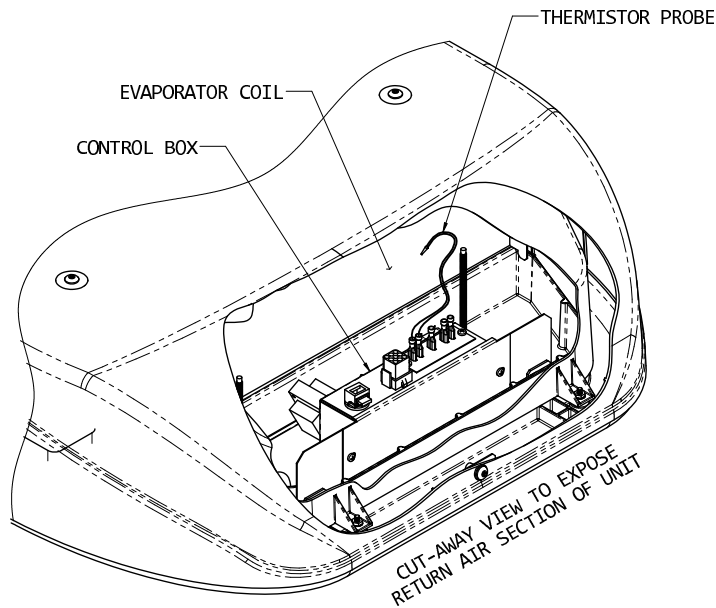 THERMISTOR PROBE
EVAPORATOR COIL
CONTROL BOX
CUT-AWAY VIEW TO EXPOSE
RETURN AIR SECTION OF UNIT